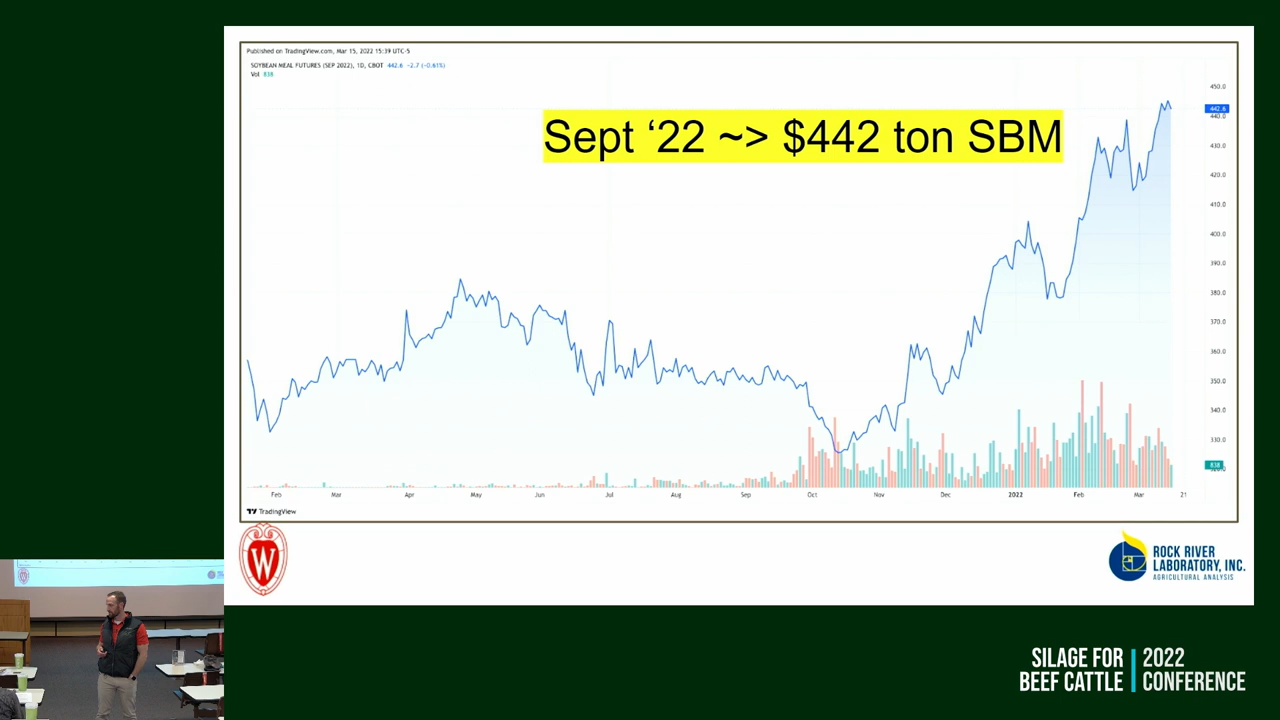 Published on TradingView.com, Mar 15, 2022 15:39 UTC-5
SOYBEAN MEAL FUTURES (SEP 2022), 1D, CBOT 442.6 -2.7 (-0.61%)
Vol 838
Sept ‘22 ~> $442 ton SBM
450.0
442.6
440.0
430.0
420.0
410.0
400.0
390.0
380.0
370.0
360.0
350.0
340.0
330.0
838
Feb Mar Apr May Jun Jul Aug Sep Oct Nov Dec 2022 Feb Mar 21
TradingView
W
ROCK RIVER
LABORATORY, INC.
AGRICULTURAL ANALYSIS
SILAGE FOR
BEEF CATTLE
2022
CONFERENCE